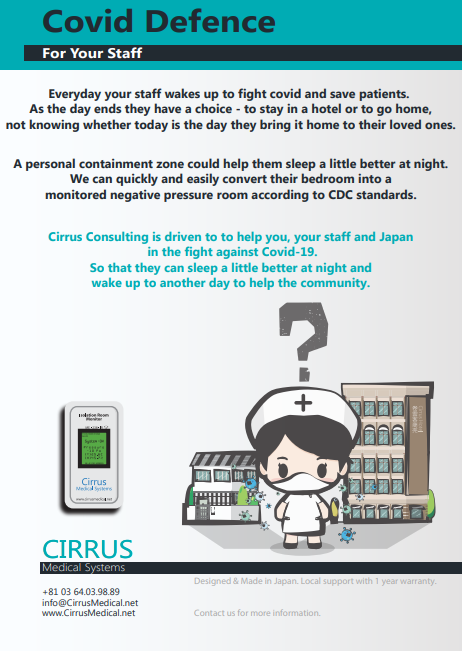 Covid Defence
For Your Staff
Everyday your staff wakes up to fight covid and save patients.
As the day ends they have a choice - to stay in a hotel or to go home,
not knowing whether today is the day they bring it home to their loved ones.
A personal containment zone could help them sleep a little better at night.
We can quickly and easily convert their bedroom into a
monitored negative pressure room according to CDC standards.
Cirrus Consulting is driven to to help you, your staff and Japan
in the fight against Covid-19.
So that they can sleep a little better at night and
wake up to another day to help the community.
Isolation Room
Monitor
System OK
Pressure
Cirrus
Medical Systems
www.cirrusmedical.net
CIRRUS
Medical Systems
Designed & Made in Japan. Local support with 1 year warranty.
+81 03 64.03.98.89
info@CirrusMedical.net
www.CirrusMedical.net
Contact us for more information.